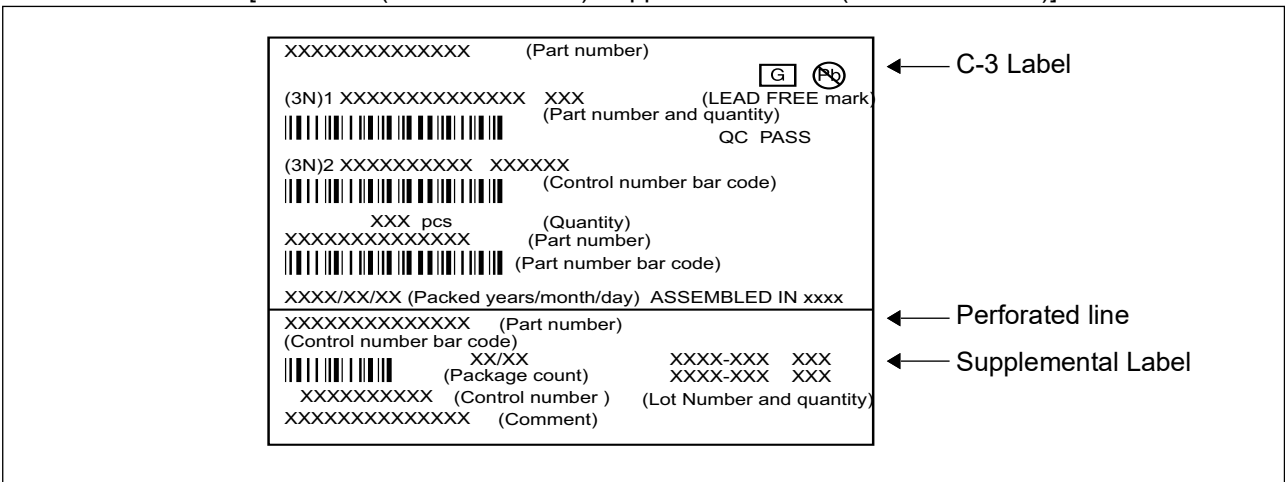 XXXXXXXXXXXXXX (Part number)
G Pb
(3N)1 XXXXXXXXXXXXXX XXX (LEAD FREE mark)
(Part number and quantity)
QC PASS
(3N)2 XXXXXXXXXX XXXXXX
(Control number bar code)
XXX pcs (Quantity)
XXXXXXXXXXXXXX (Part number)
(Part number bar code)
XXXX/XX/XX (Packed years/month/day) ASSEMBLED IN xxxx
XXXXXXXXXXXXXX (Part number)
(Control number bar code)
XX/XX XXXX-XXX XXX
(Package count) XXXX-XXX XXX
XXXXXXXXXX (Control number ) (Lot Number and quantity)
XXXXXXXXXXXXXX (Comment)
C-3 Label
Perforated line
Supplemental Label